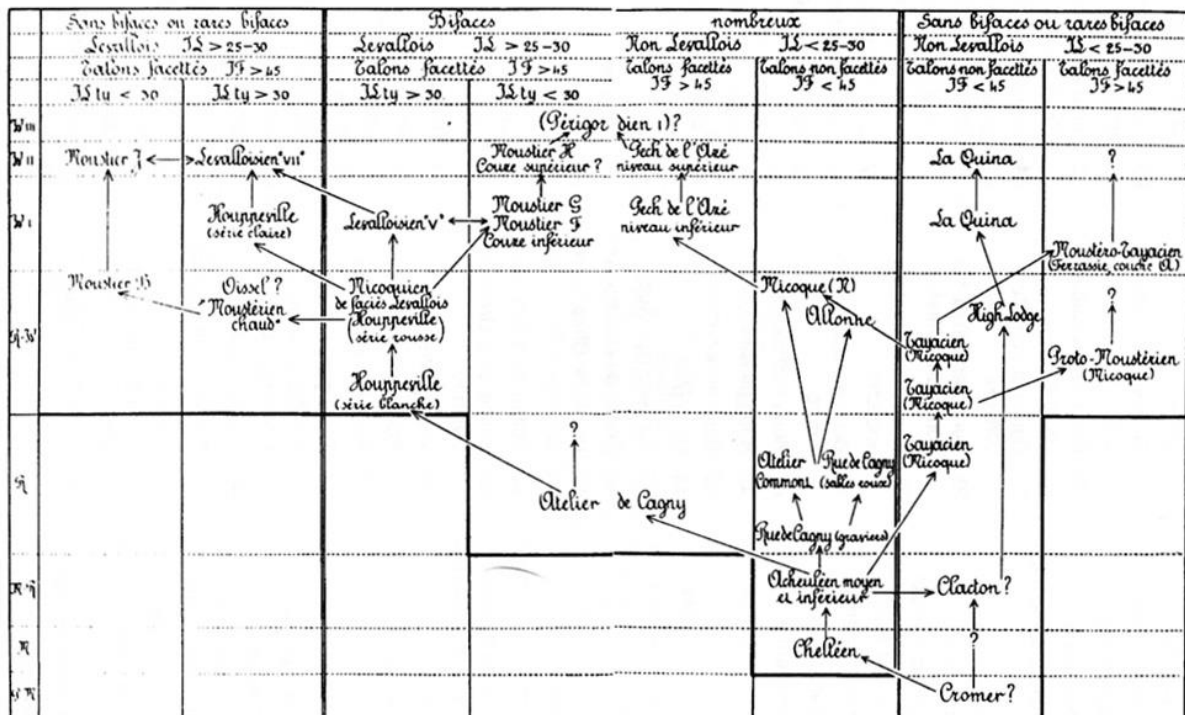 Sans bifaces ou rares bifaces
Bifaces
nombreux
Sans bifaces ou rares bifaces
Levallois IL > 25-30
Levallois IL > 25-30
Non Levallois IL < 25-30
Non Levallois IL < 25-30
Talons facettés IF > 45
Talons facettés IF > 45
Talons facettés
IF > 45
Talons non facettés
IF < 45
Talons non facettés
IF < 45
Talons facettés
IF > 45
ILty < 30
ILty > 30
ILty > 30
ILty < 30
W III
(Périgordien I)?
W II
Moustier J
Levalloisien "VII"
Moustier H
Couze supérieur ?
Pech de l'Azé
niveau supérieur
La Quina
?
W I
Houppeville
(série claire)
Levalloisien "V"
Moustier G
Moustier F
Couze inférieur
Pech de l'Azé
niveau inférieur
La Quina
Moustéro-Tayacien
(Ferrassie, couche A)
R-W
Moustier B
Oissel ?
"Moustérien
chaud"
Micoquien
de faciès Levallois
(Houppeville
série rousse)
Houppeville
(série blanche)
Micoque (N)
Allonne
Tayacien
(Micoque)
Tayacien
(Micoque)
High Lodge
?
Proto-Moustérien
(Micoque)
R
?
Atelier de Cagny
Atelier
Commont
Rue de Cagny
(sables roux)
Rue de Cagny (graviers)
Tayacien
(Micoque)
M-R
Acheuléen moyen
et inférieur
Clacton ?
M
Chelléen
?
G-M
Cromer ?